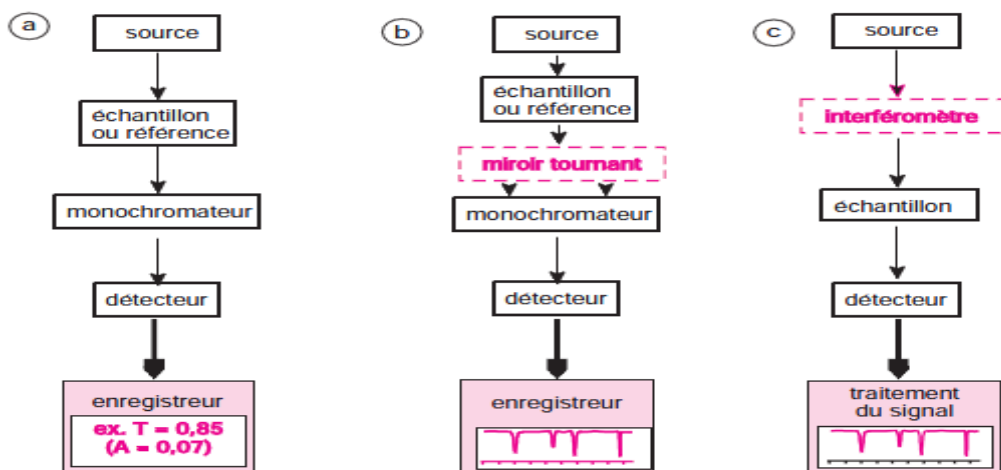 a
source
échantillon
ou référence
monochromateur
détecteur
enregistreur
ex. T = 0,85
(A = 0,07)
b
source
échantillon
ou référence
miroir tournant
monochromateur
détecteur
enregistreur
c
source
interféromètre
échantillon
détecteur
traitement
du signal